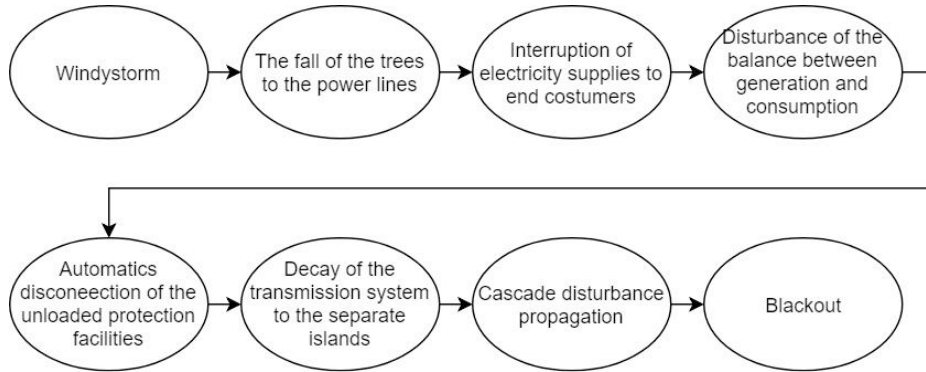 Windystorm
The fall of the trees
to the power lines
Interruption of
electricity supplies to
end costumers
Disturbance of the
balance between
generation and
consumption
Automatics
disconeection of the
unloaded protection
facilities
Decay of the
transmission system
to the separate
islands
Cascade disturbance
propagation
Blackout